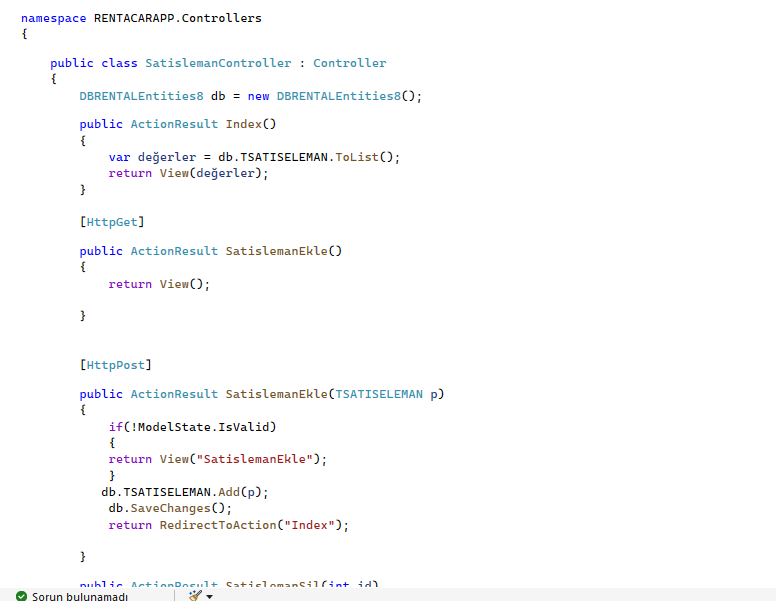 namespace RENTACARAPP.Controllers
{
public class SatislemanController : Controller
{
DBRENTALEntities8 db = new DBRENTALEntities8();
public ActionResult Index()
{
var değerler = db.TSATISELEMAN.ToList();
return View(değerler);
}
[HttpGet]
public ActionResult SatislemanEkle()
{
return View();
}
[HttpPost]
public ActionResult SatislemanEkle(TSATISELEMAN p)
{
if(!ModelState.IsValid)
{
return View("SatislemanEkle");
}
db.TSATISELEMAN.Add(p);
db.SaveChanges();
return RedirectToAction("Index");
}
public ActionResult SatislemanSil(int id)
Sorun bulunamadı